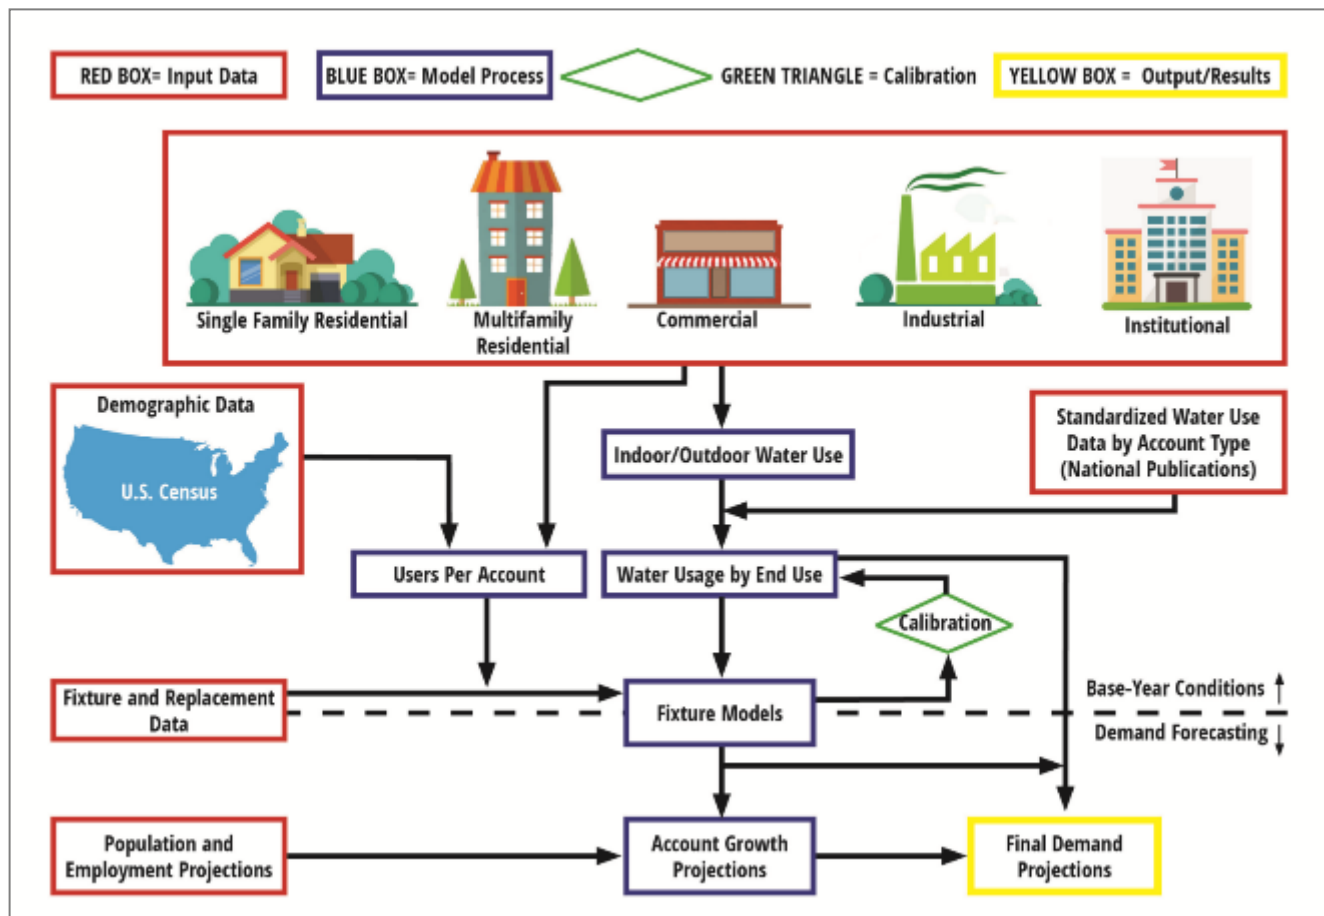 RED BOX= Input Data
BLUE BOX= Model Process
GREEN TRIANGLE = Calibration
YELLOW BOX = Output/Results
Single Family Residential
Multifamily
Residential
Commercial
Industrial
Institutional
Demographic Data
U.S. Census
Indoor/Outdoor Water Use
Standardized Water Use
Data by Account Type
(National Publications)
Users Per Account
Water Usage by End Use
Calibration
Fixture and Replacement
Data
Fixture Models
Base-Year Conditions
Demand Forecasting
Population and
Employment Projections
Account Growth
Projections
Final Demand
Projections